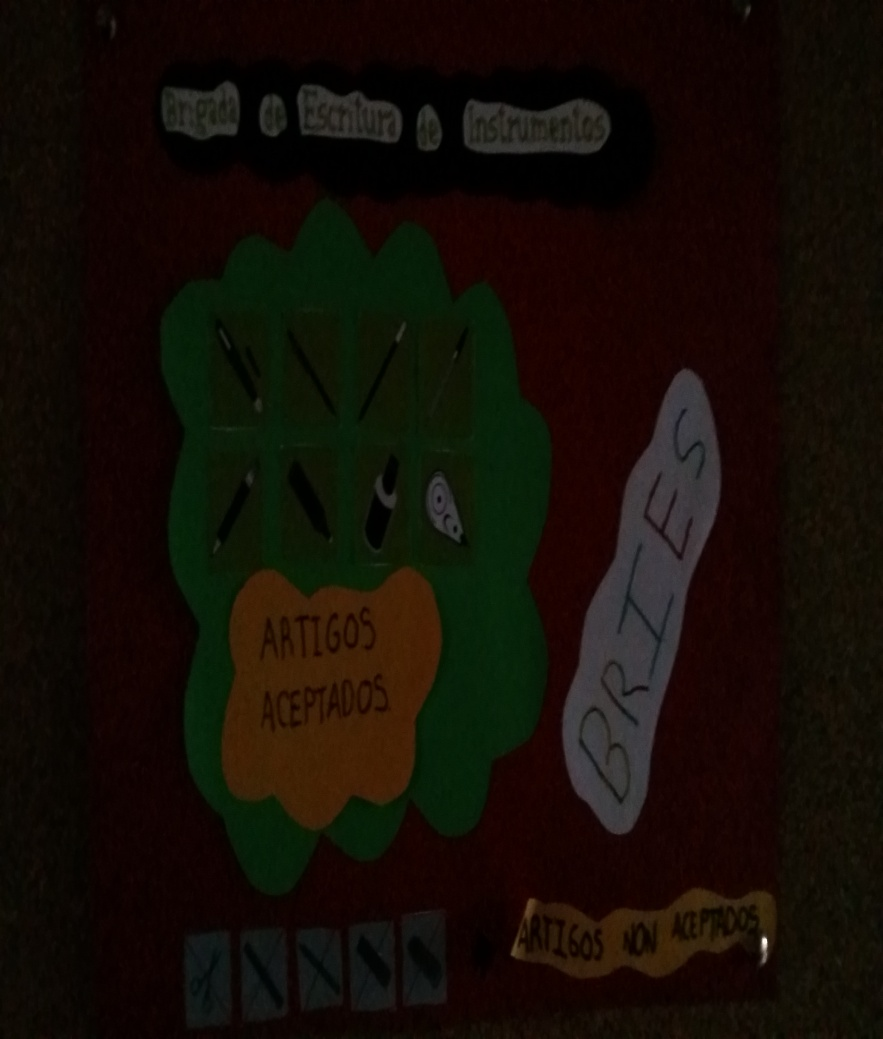 Brigada de Escritura de Instrumentos
BRIES
ARTIGOS
ACEPTADOS
ARTIGOS NON ACEPTADOS